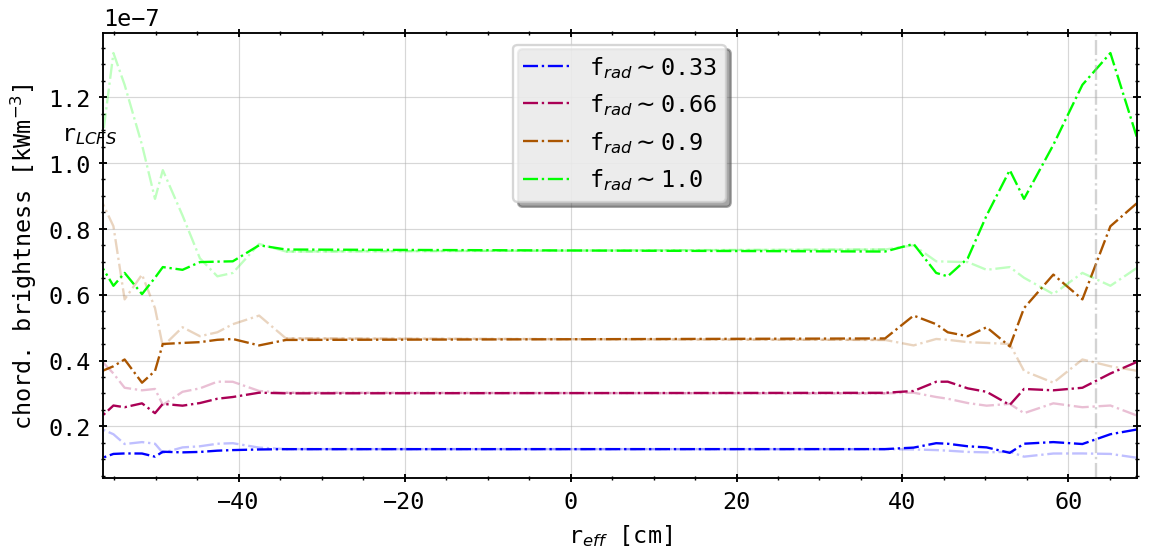 1e−7
f_rad ∼ 0.33
f_rad ∼ 0.66
f_rad ∼ 0.9
f_rad ∼ 1.0
chord. brightness [kWm⁻³]
1.2
r_LCFS
1.0
0.8
0.6
0.4
0.2
−40
−20
0
20
40
60
r_eff [cm]